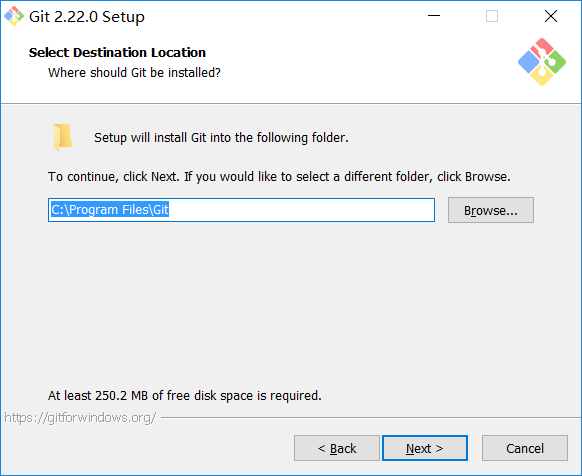 Git 2.22.0 Setup
Select Destination Location
Where should Git be installed?
Setup will install Git into the following folder.
To continue, click Next. If you would like to select a different folder, click Browse.
C:\Program Files\Git
Browse...
At least 250.2 MB of free disk space is required.
https://gitforwindows.org/
< Back
Next >
Cancel